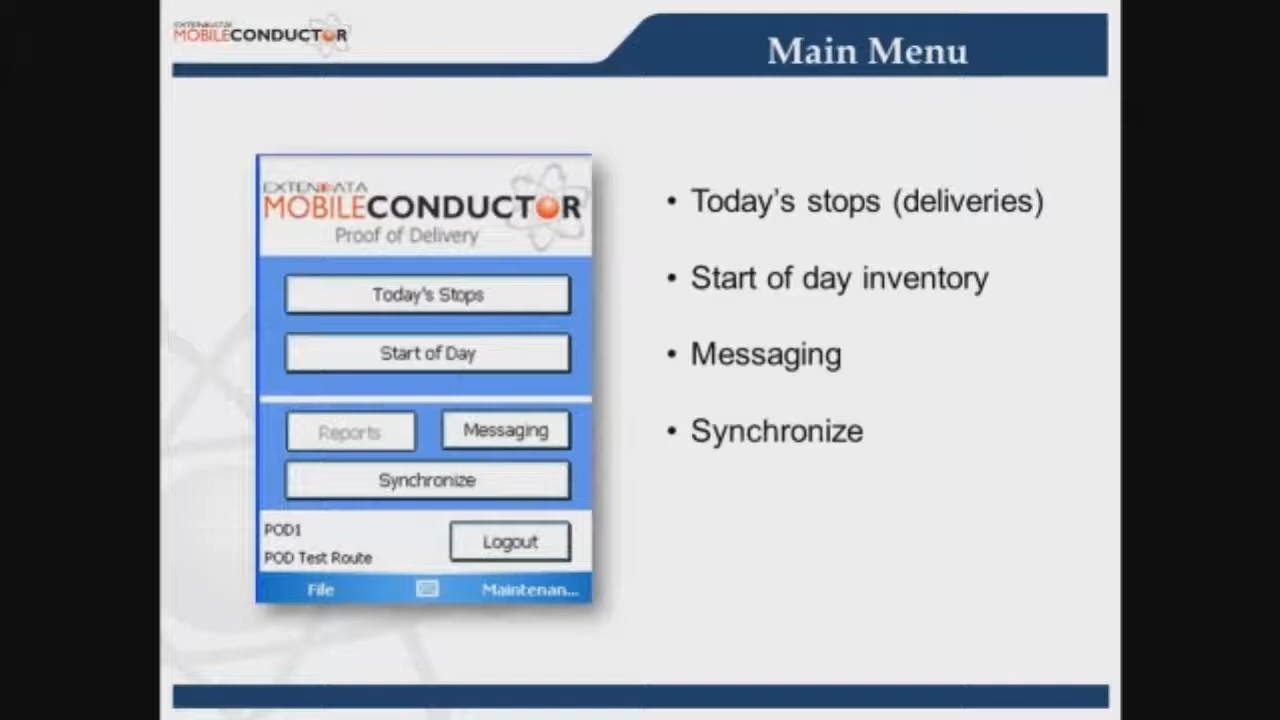 EXTENDATA
MOBILECONDUCTOR
Main Menu
EXTENDATA
MOBILECONDUCTOR
Proof of Delivery
Today's Stops
Start of Day
Reports
Messaging
Synchronize
POD1
POD Test Route
Logout
File
Maintenan...
• Today's stops (deliveries)
• Start of day inventory
• Messaging
• Synchronize